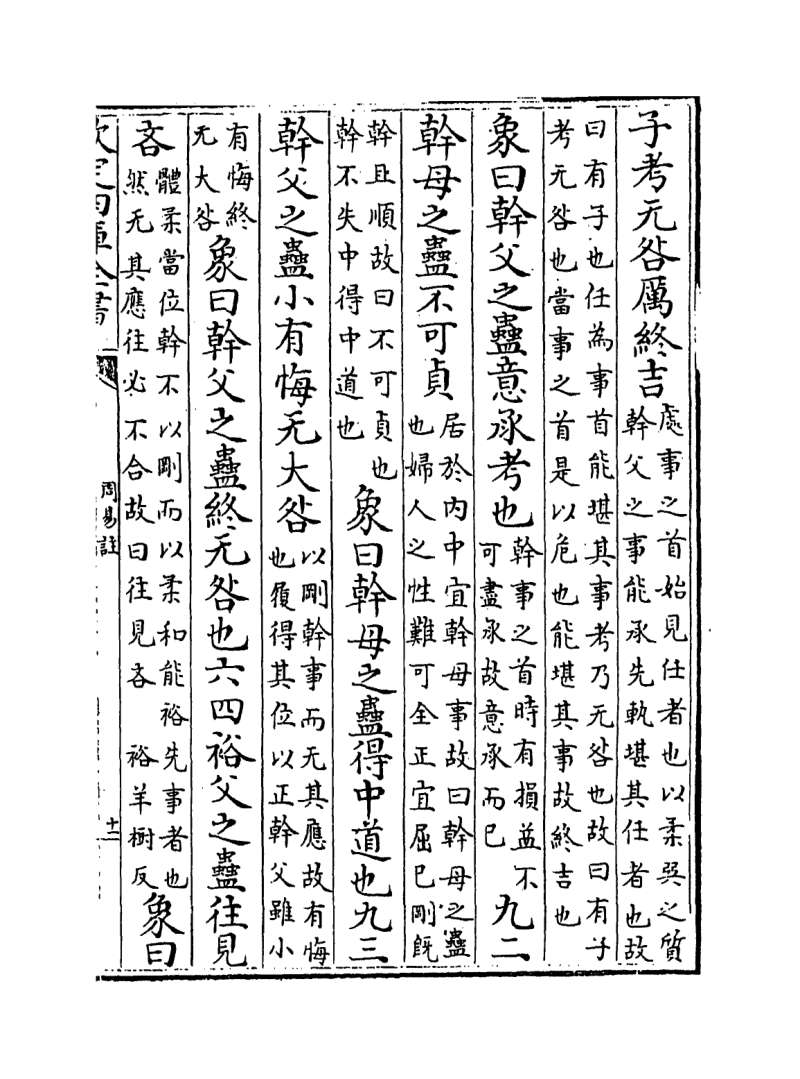 子考无咎厲終吉處事之首始見任者也以柔巽之質
幹父之事能承先軌堪其任者也故
曰有子也任為事首能堪其事考乃无咎也故曰有子
考无咎也當事之首是以危也能堪其事故終吉也
象曰幹父之蠱意承考也幹事之首時有損益不
可盡承故意承而已九二
幹母之蠱不可貞居於内中宜幹母事故曰幹母之蠱
也婦人之性難可全正宜屈已剛既
幹且順故曰不可貞也
幹不失中得中道也象曰幹母之蠱得中道也九三
幹父之蠱小有悔无大咎以剛幹事而无其應故有悔
也履得其位以正幹父雖小
有悔終
无大咎象曰幹父之蠱終无咎也六四裕父之蠱往見
吝體柔當位幹不以剛而以柔和能裕先事者也
然无其應往必不合故曰往見吝 裕羊樹反象曰
欽定四庫全書
周易註
十二